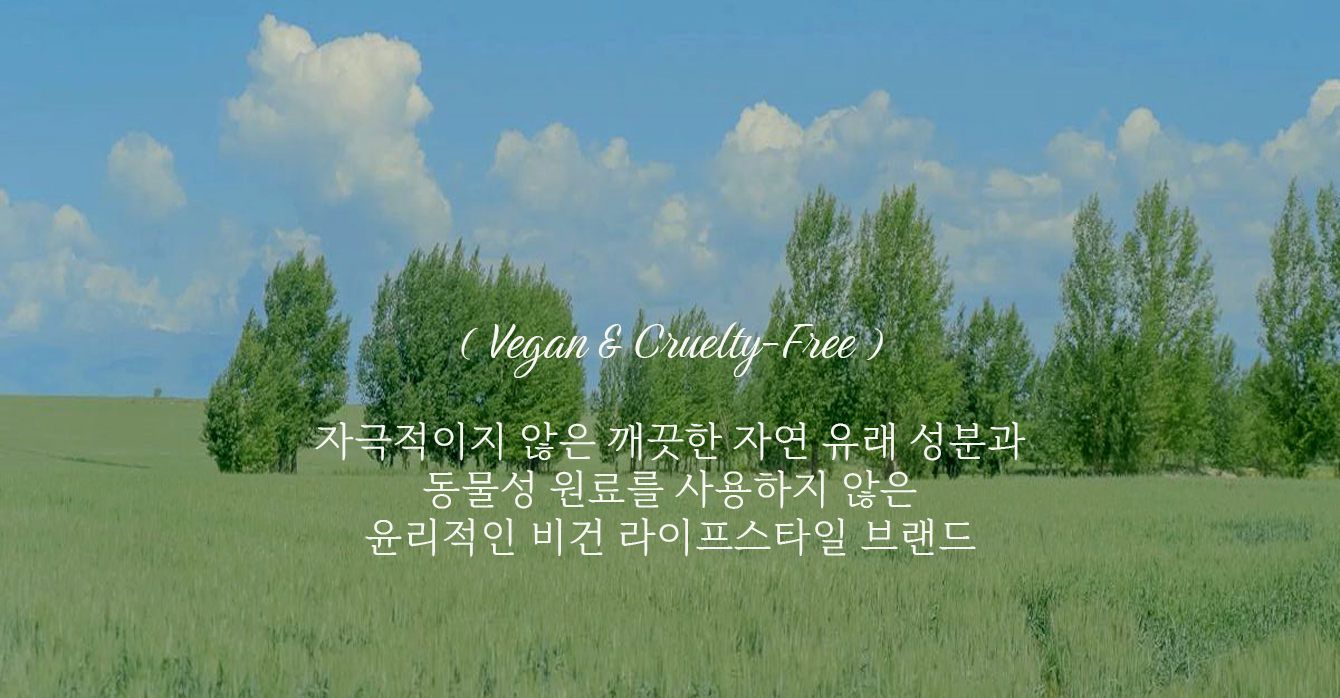 ( Vegan & Cruelty-Free )
자극적이지 않은 깨끗한 자연 유래 성분과
동물성 원료를 사용하지 않은
윤리적인 비건 라이프스타일 브랜드